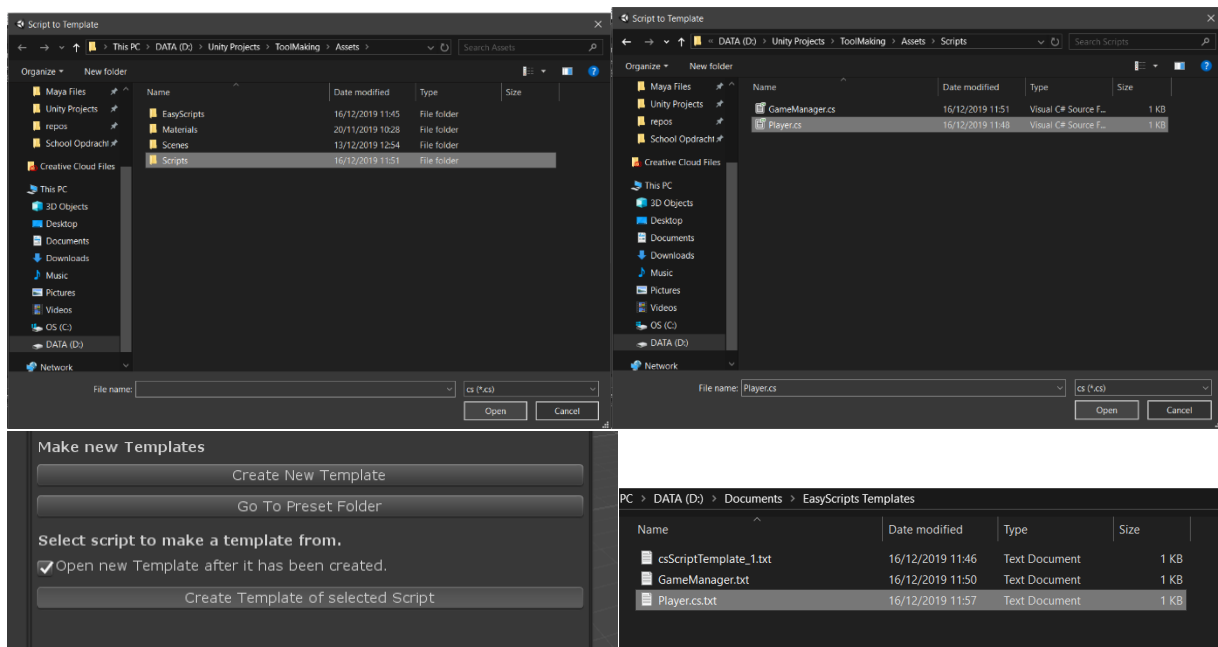 Script to Template
This PC > DATA (D:) > Unity Projects > ToolMaking > Assets >
Search Assets
Organize
New folder
Maya Files
Unity Projects
repos
School Opdracht
Creative Cloud Files
This PC
3D Objects
Desktop
Documents
Downloads
Music
Pictures
Videos
OS (C:)
DATA (D:)
Network
Name Date modified Type Size
EasyScripts 16/12/2019 11:45 File folder
Materials 20/11/2019 10:28 File folder
Scenes 13/12/2019 12:54 File folder
Scripts 16/12/2019 11:51 File folder
File name:
cs (*.cs)
Open Cancel
Script to Template
« DATA (D:) > Unity Projects > ToolMaking > Assets > Scripts
Search Scripts
Organize
New folder
Maya Files
Unity Projects
repos
School Opdracht
Creative Cloud Files
This PC
3D Objects
Desktop
Documents
Downloads
Music
Pictures
Videos
OS (C:)
DATA (D:)
Network
Name Date modified Type Size
GameManager.cs 16/12/2019 11:51 Visual C# Source F... 1 KB
Player.cs 16/12/2019 11:48 Visual C# Source F... 1 KB
File name: Player.cs
cs (*.cs)
Open Cancel
Make new Templates
Create New Template
Go To Preset Folder
Select script to make a template from.
Open new Template after it has been created.
Create Template of selected Script
PC > DATA (D:) > Documents > EasyScripts Templates
Name Date modified Type Size
csScriptTemplate_1.txt 16/12/2019 11:46 Text Document 1 KB
GameManager.txt 16/12/2019 11:50 Text Document 1 KB
Player.cs.txt 16/12/2019 11:57 Text Document 1 KB